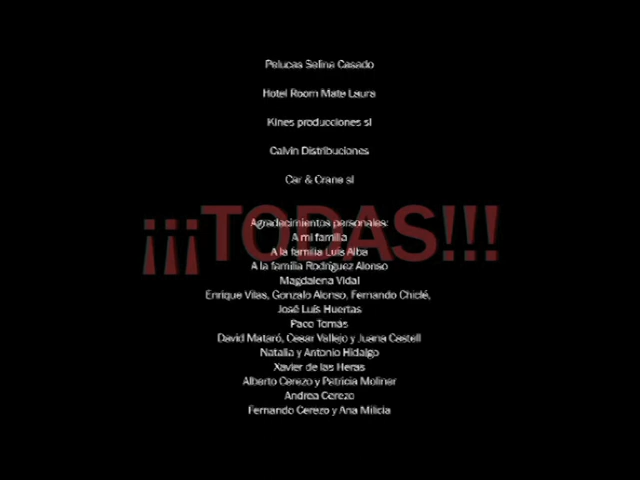 Pelucas Selina Casado
Hotel Room Mate Laura
Kines producciones sl
Calvin Distribuciones
Car & Crane sl
¡¡¡TODAS!!!
Agradecimientos personales:
A mi familia
A la familia Luis Alba
A la familia Rodríguez Alonso
Magdalena Vidal
Enrique Vilas, Gonzalo Alonso, Fernando Chiclé,
José Luís Huertas
Paco Tomás
David Mataró, Cesar Vallejo y Juana Castell
Natalia y Antonio Hidalgo
Xavier de las Heras
Alberto Cerezo y Patricia Moliner
Andrea Cerezo
Fernando Cerezo y Ana Milicia